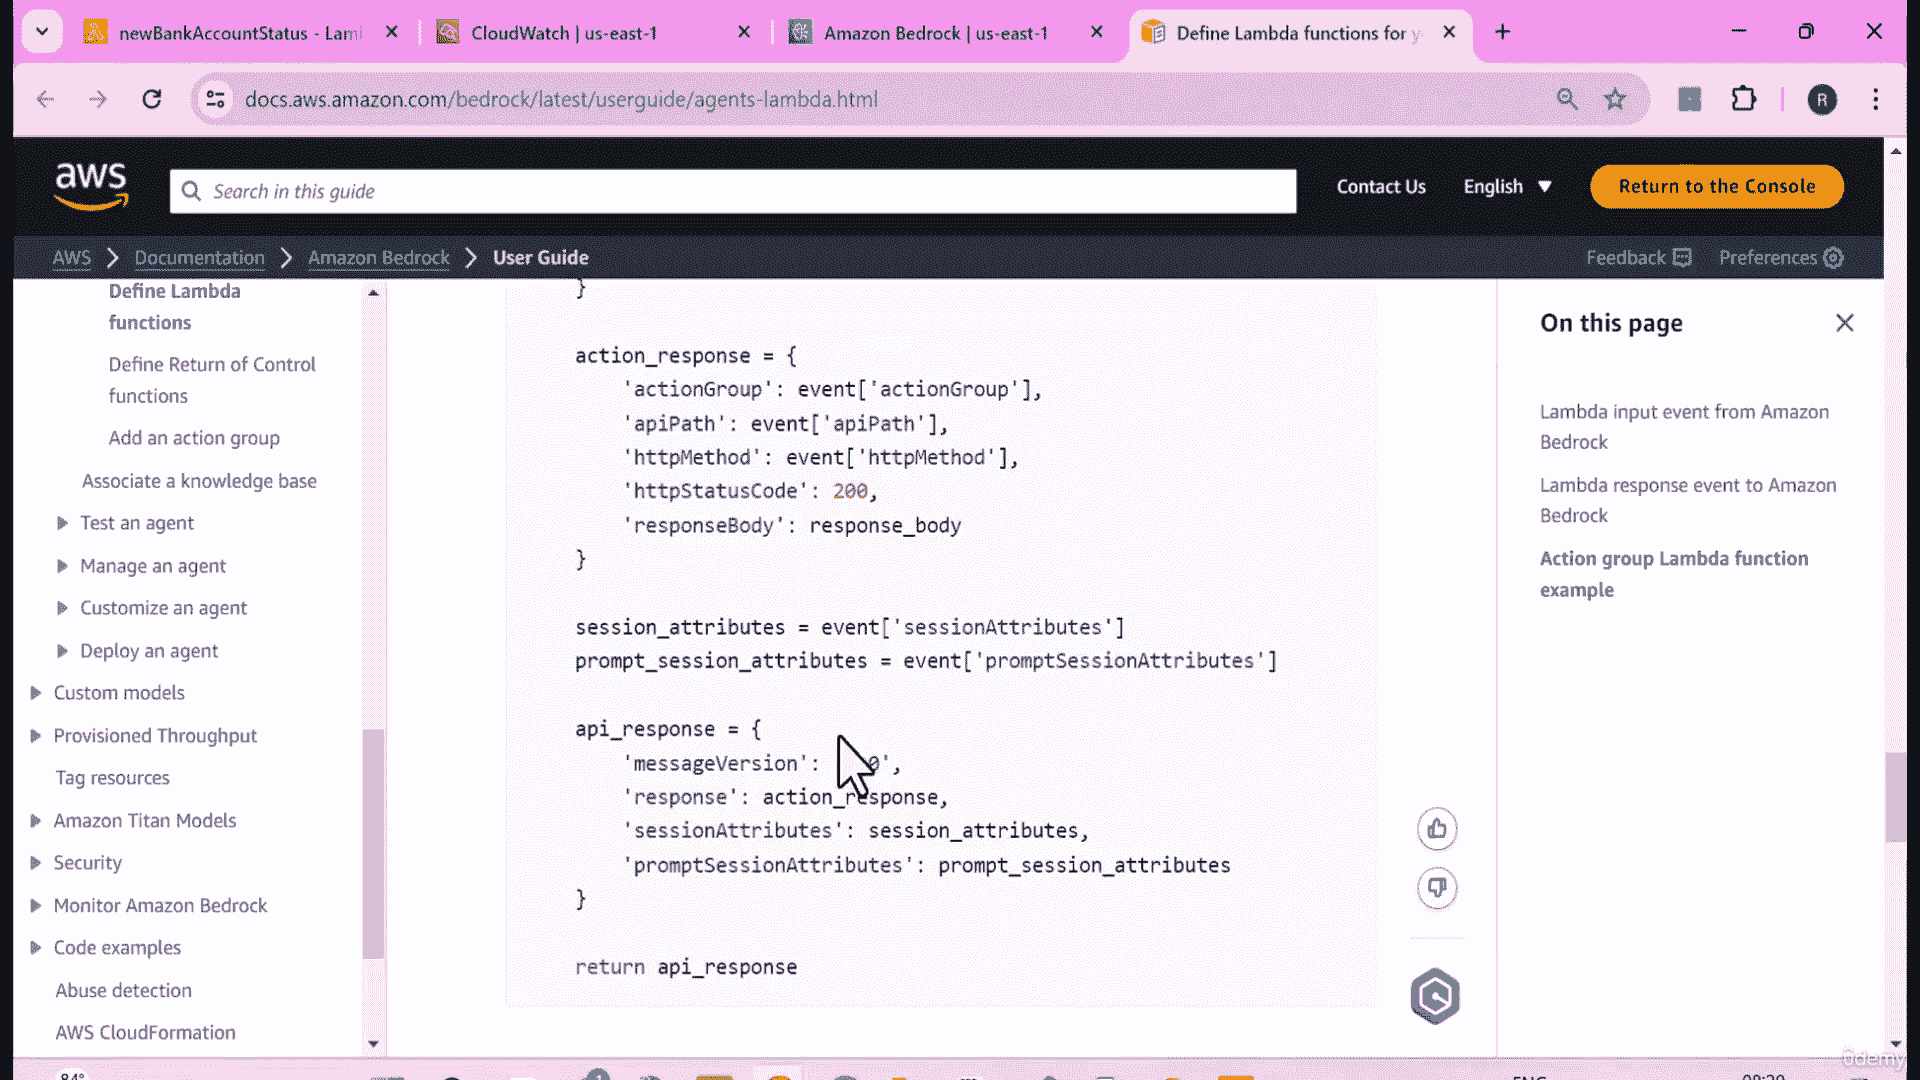 newBankAccountStatus - Lam
CloudWatch | us-east-1
Amazon Bedrock | us-east-1
Define Lambda functions for y
docs.aws.amazon.com/bedrock/latest/userguide/agents-lambda.html
R
aws
Search in this guide
Contact Us
English
Return to the Console
AWS
Documentation
Amazon Bedrock
User Guide
Feedback
Preferences
Define Lambda
functions
Define Return of Control
functions
Add an action group
Associate a knowledge base
Test an agent
Manage an agent
Customize an agent
Deploy an agent
Custom models
Provisioned Throughput
Tag resources
Amazon Titan Models
Security
Monitor Amazon Bedrock
Code examples
Abuse detection
AWS CloudFormation
}
action_response = {
'actionGroup': event['actionGroup'],
'apiPath': event['apiPath'],
'httpMethod': event['httpMethod'],
'httpStatusCode': 200,
'responseBody': response_body
}
session_attributes = event['sessionAttributes']
prompt_session_attributes = event['promptSessionAttributes']
api_response = {
'messageVersion': 0',
'response': action_response,
'sessionAttributes': session_attributes,
'promptSessionAttributes': prompt_session_attributes
}
return api_response
On this page
Lambda input event from Amazon
Bedrock
Lambda response event to Amazon
Bedrock
Action group Lambda function
example
84°
ENG
08:20
ûdemy